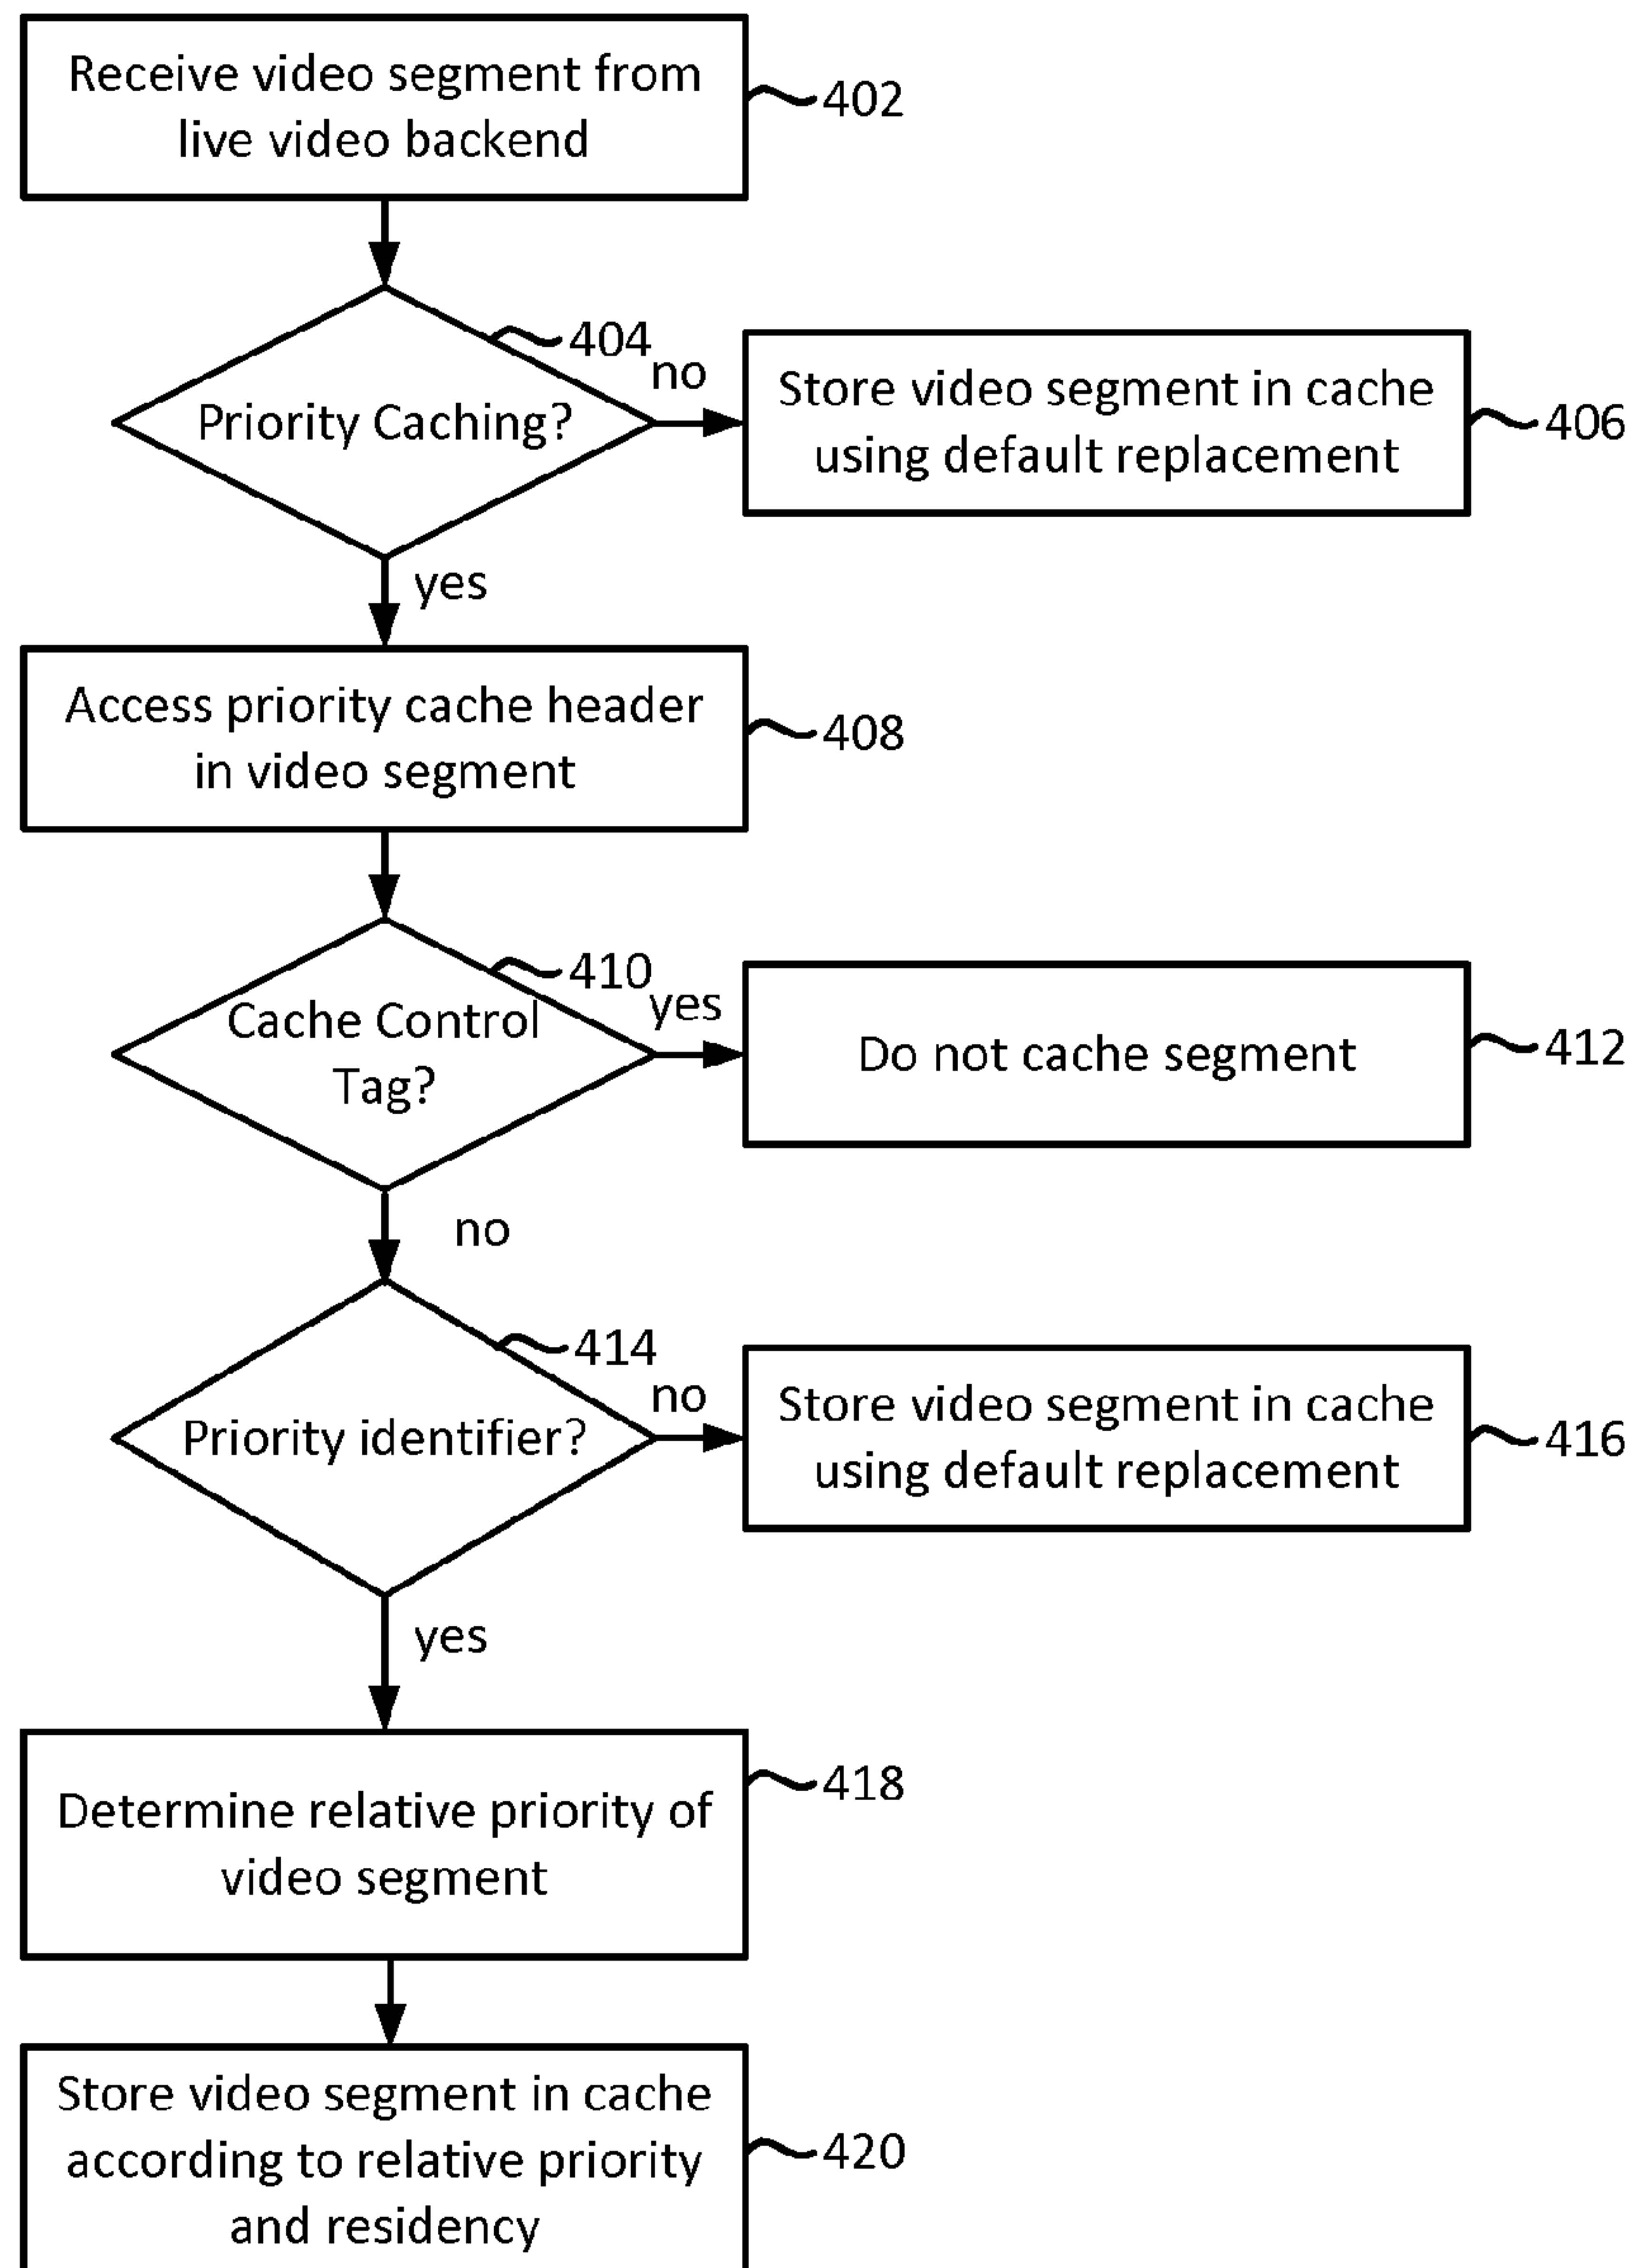 Receive video segment from
live video backend
402
404
Priority Caching?
no
Store video segment in cache
using default replacement
406
yes
Access priority cache header
in video segment
408
410
Cache Control
Tag?
yes
Do not cache segment
412
no
414
Priority identifier?
no
Store video segment in cache
using default replacement
416
yes
Determine relative priority of
video segment
418
Store video segment in cache
according to relative priority
and residency
420